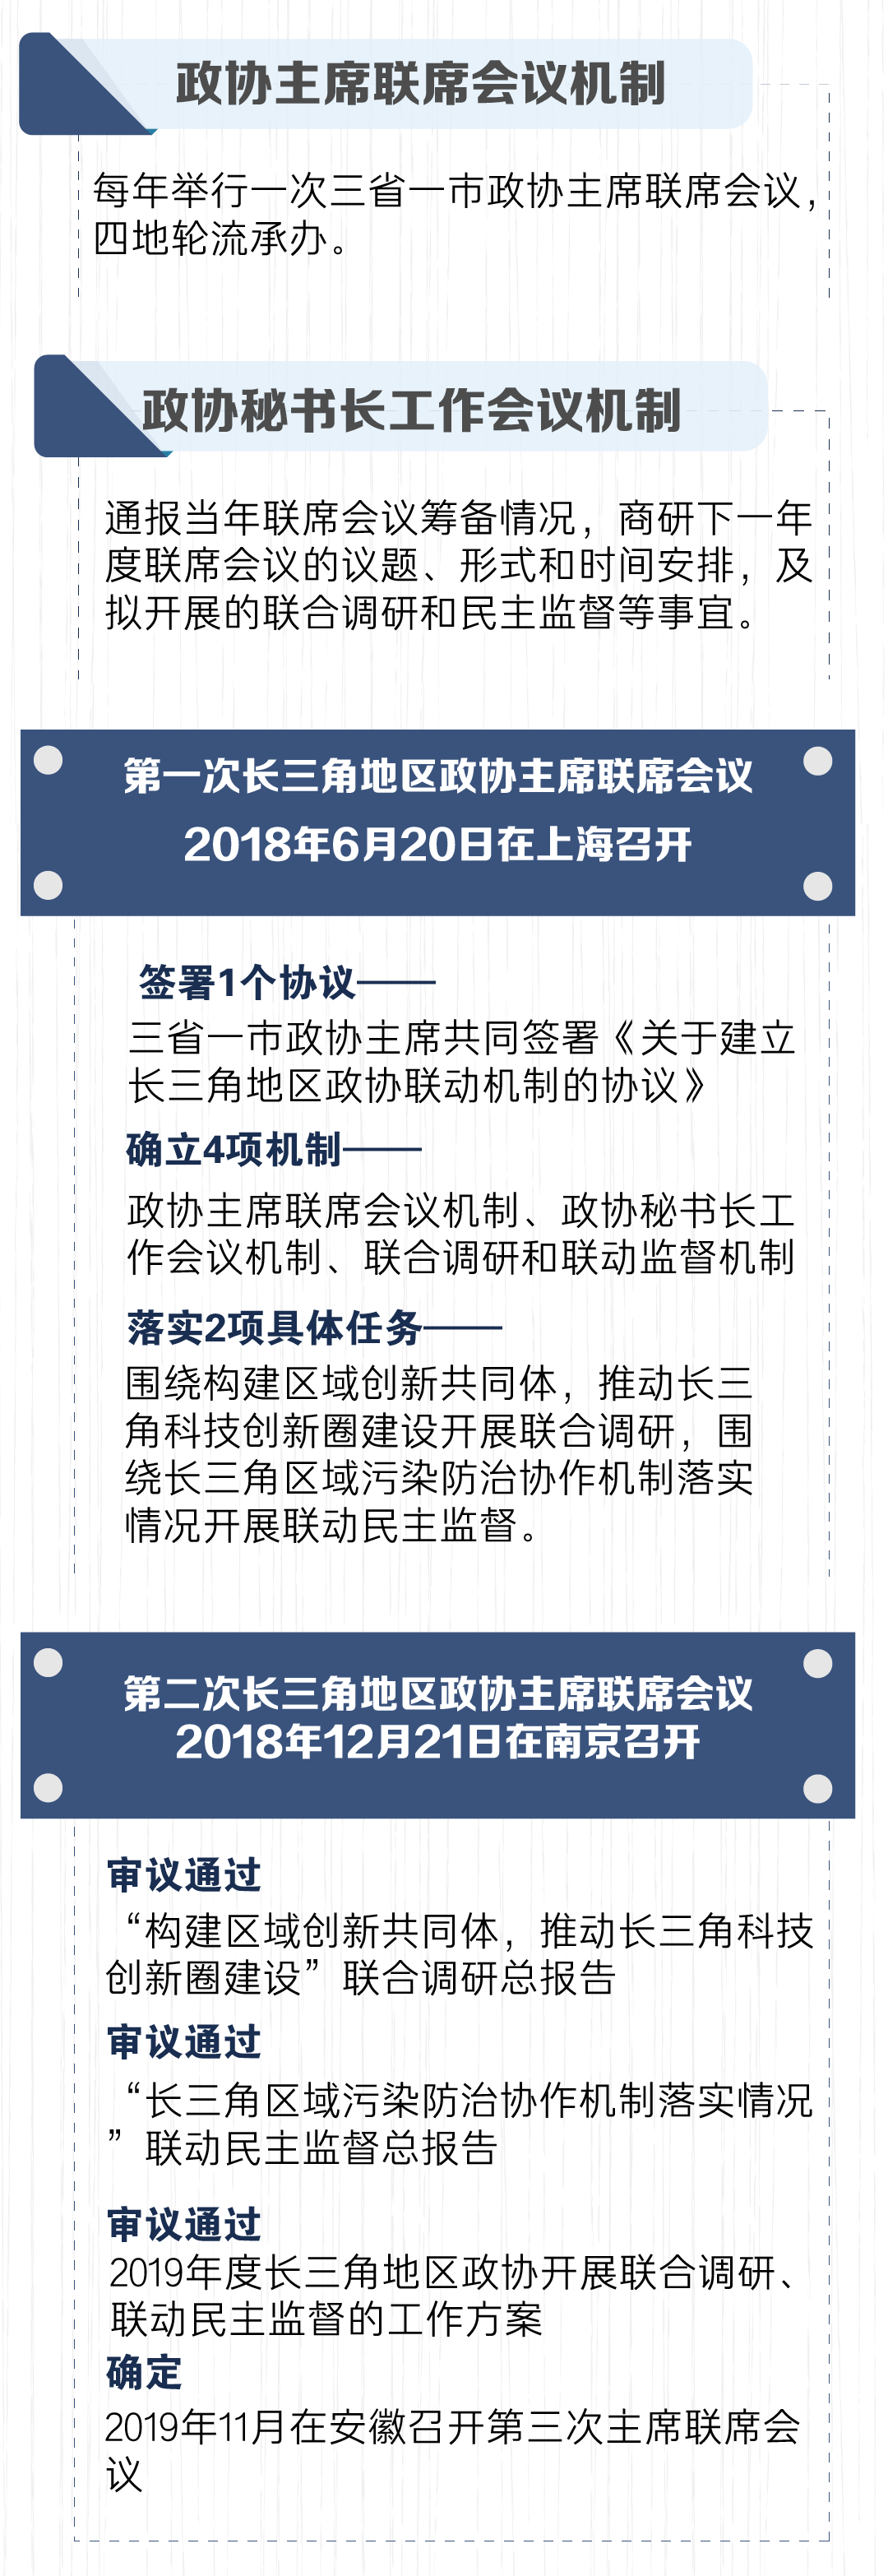 政协主席联席会议机制
每年举行一次三省一市政协主席联席会议，
四地轮流承办。
政协秘书长工作会议机制
通报当年联席会议筹备情况，商研下一年
度联席会议的议题、形式和时间安排，及
拟开展的联合调研和民主监督等事宜。
第一次长三角地区政协主席联席会议
2018年6月20日在上海召开
签署1个协议——
三省一市政协主席共同签署《关于建立
长三角地区政协联动机制的协议》
确立4项机制——
政协主席联席会议机制、政协秘书长工
作会议机制、联合调研和联动监督机制
落实2项具体任务——
围绕构建区域创新共同体，推动长三
角科技创新圈建设开展联合调研，围
绕长三角区域污染防治协作机制落实
情况开展联动民主监督。
第二次长三角地区政协主席联席会议
2018年12月21日在南京召开
审议通过
“构建区域创新共同体，推动长三角科技
创新圈建设”联合调研总报告
审议通过
“长三角区域污染防治协作机制落实情况
”联动民主监督总报告
审议通过
2019年度长三角地区政协开展联合调研、
联动民主监督的工作方案
确定
2019年11月在安徽召开第三次主席联席会
议